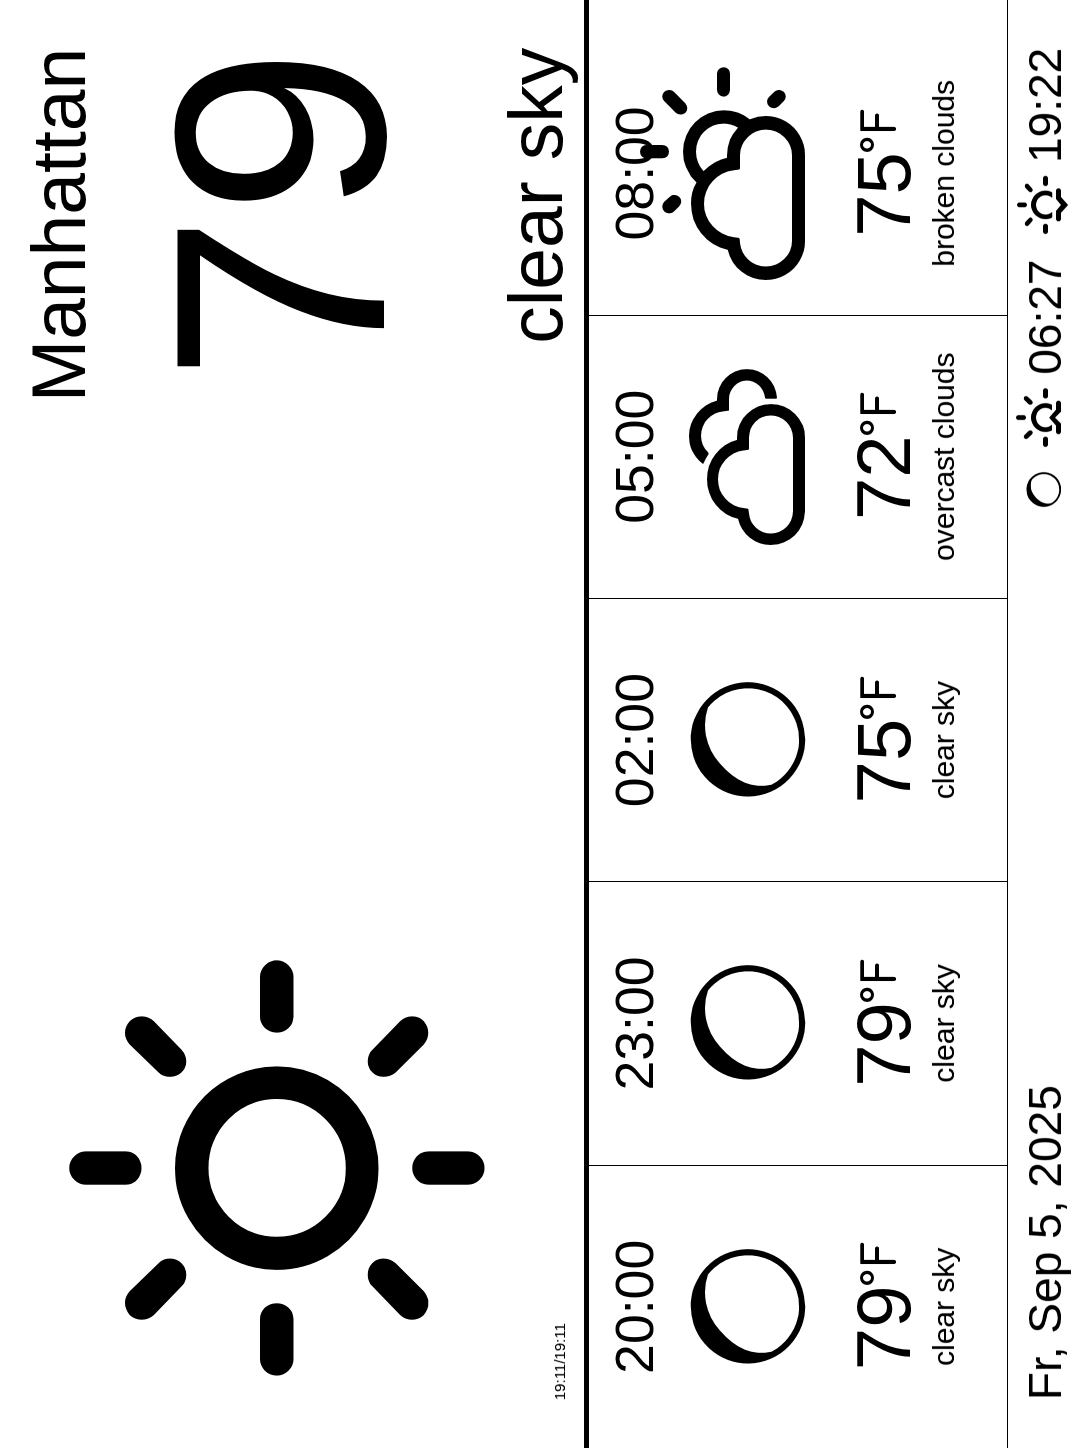 Manhattan
79
clear sky
19:11/19:11
20:00
79°F
clear sky
23:00
79°F
clear sky
02:00
75°F
clear sky
05:00
72°F
overcast clouds
08:00
75°F
broken clouds
Fr, Sep 5, 2025
06:27 19:22